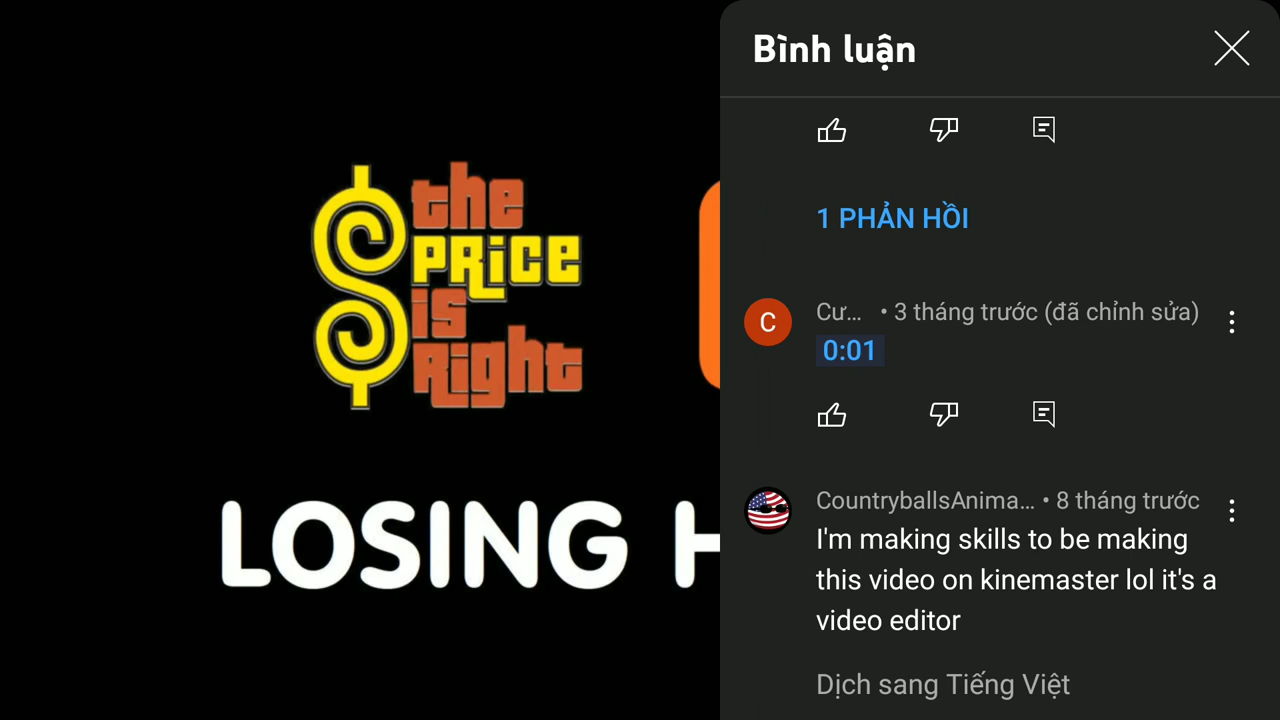 the
PRiCE
is
Right
LOSING H
Bình luận
1 PHẢN HỒI
C
Cư... • 3 tháng trước (đã chỉnh sửa)
0:01
CountryballsAnima... • 8 tháng trước
I'm making skills to be making
this video on kinemaster lol it's a
video editor
Dịch sang Tiếng Việt